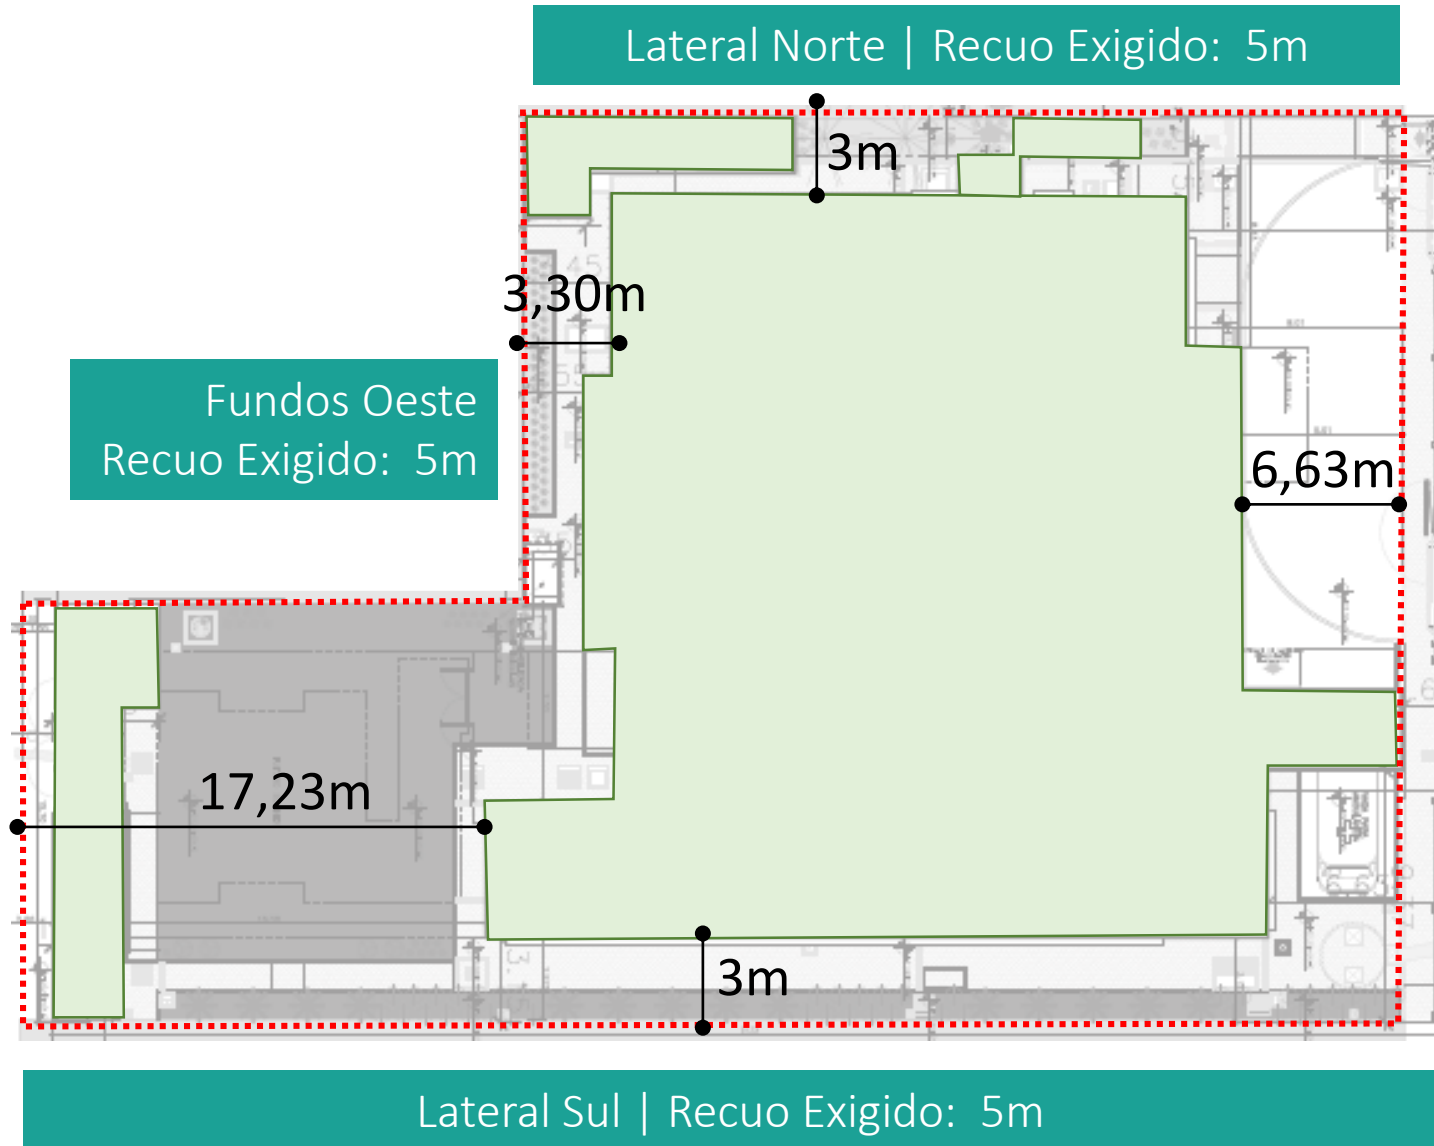 Lateral Norte | Recuo Exigido: 5m
3m
3,30m
Fundos Oeste
Recuo Exigido: 5m
6,63m
17,23m
3m
Lateral Sul | Recuo Exigido: 5m